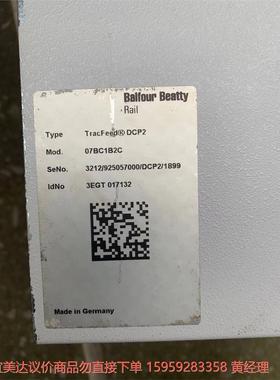 Balfour Beatty
Rail
Type TracFeed® DCP2
Mod. 07BC1B2C
SeNo. 3212/925057000/DCP2/1899
IdNo 3EGT 017132
Made in Germany
美达议价商品勿直接下单 15959283358 黄经理